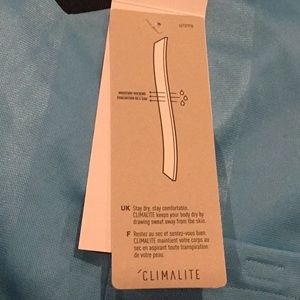 MOISTURE WICKING
ÉVACUATION DE L'EAU
UK Stay dry, stay comfortable.
CLIMALITE keeps your body dry by
drawing sweat away from the skin.
F Restez au sec et sentez-vous bien.
CLIMALITE maintient votre corps au
sec en aspirant toute transpiration
de votre peau.
CLIMALITE